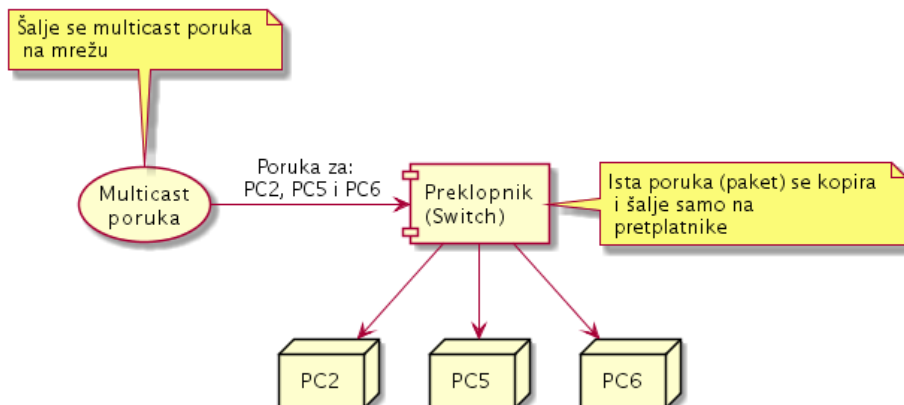 Šalje se multicast poruka
na mrežu
Multicast
poruka
Poruka za:
PC2, PC5 i PC6
Preklopnik
(Switch)
Ista poruka (paket) se kopira
i šalje samo na
pretplatnike
PC2
PC5
PC6